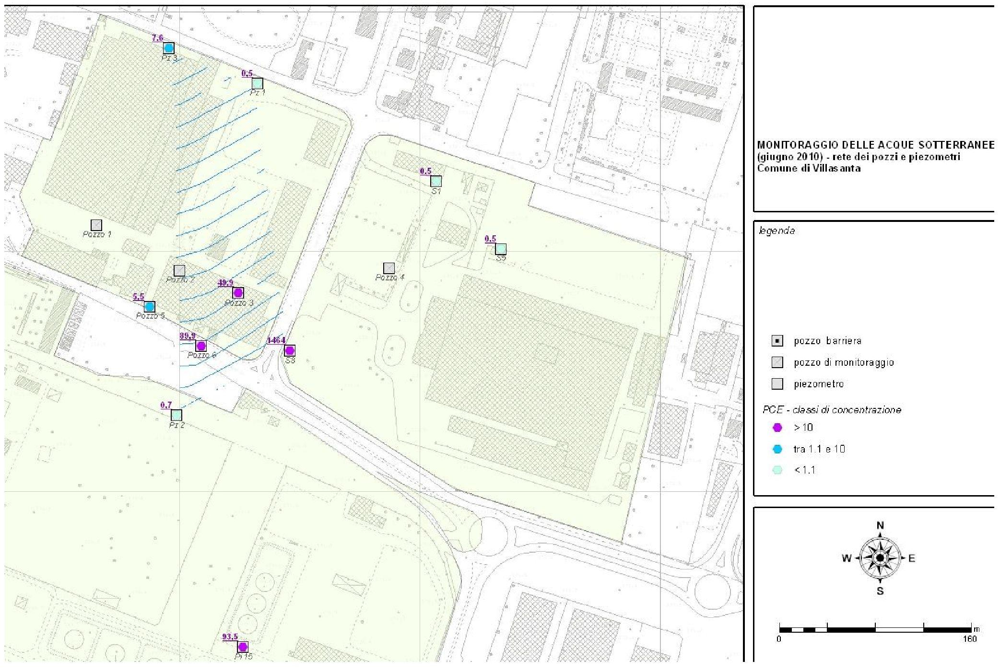 7,6
Pz 3
0,5
Pz 1
0,5
S1
Pozzo 1
0,5
S5
Pozzo 2
Pozzo 4
49,9
Pozzo 3
5,5
Pozzo 5
89,9
Pozzo 6
1464
S8
0,7
Pz 2
93,5
Pi 15
MONITORAGGIO DELLE ACQUE SOTTERRANEE
(giugno 2010) - rete dei pozzi e piezometri
Comune di Villasanta
legenda
pozzo barriera
pozzo di monitoraggio
piezometro
PCE - classi di concentrazione
> 10
tra 1.1 e 10
< 1.1
N
W E
S
m
0 160